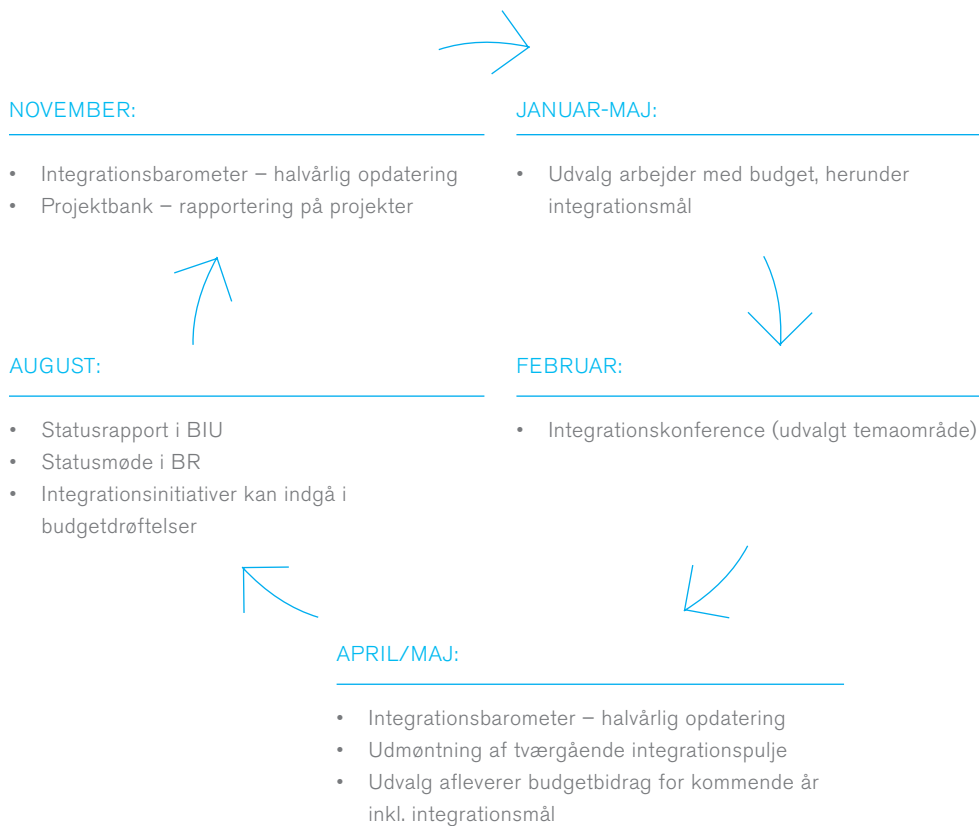 NOVEMBER:
• Integrationsbarometer – halvårlig opdatering
• Projektbank – rapportering på projekter
JANUAR-MAJ:
• Udvalg arbejder med budget, herunder
integrationsmål
AUGUST:
• Statusrapport i BIU
• Statusmøde i BR
• Integrationsinitiativer kan indgå i
budgetdrøftelser
FEBRUAR:
• Integrationskonference (udvalgt temaområde)
APRIL/MAJ:
• Integrationsbarometer – halvårlig opdatering
• Udmøntning af tværgående integrationspulje
• Udvalg afleverer budgetbidrag for kommende år
inkl. integrationsmål